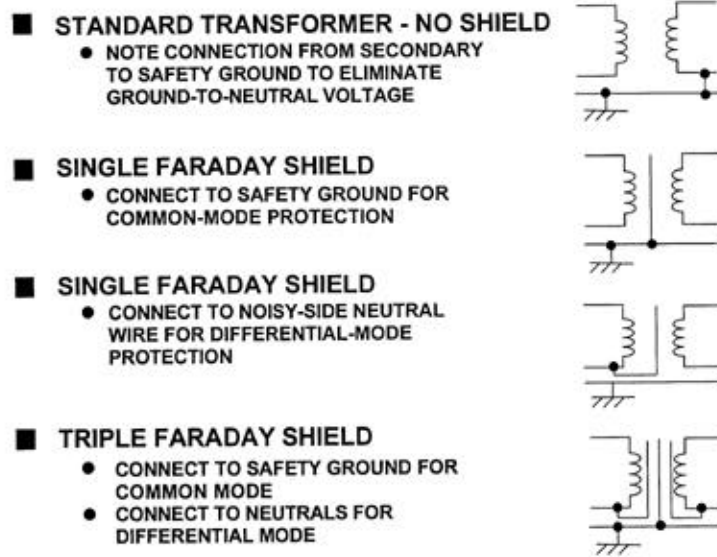 STANDARD TRANSFORMER - NO SHIELD
NOTE CONNECTION FROM SECONDARY
TO SAFETY GROUND TO ELIMINATE
GROUND-TO-NEUTRAL VOLTAGE
SINGLE FARADAY SHIELD
CONNECT TO SAFETY GROUND FOR
COMMON-MODE PROTECTION
SINGLE FARADAY SHIELD
CONNECT TO NOISY-SIDE NEUTRAL
WIRE FOR DIFFERENTIAL-MODE
PROTECTION
TRIPLE FARADAY SHIELD
CONNECT TO SAFETY GROUND FOR
COMMON MODE
CONNECT TO NEUTRALS FOR
DIFFERENTIAL MODE